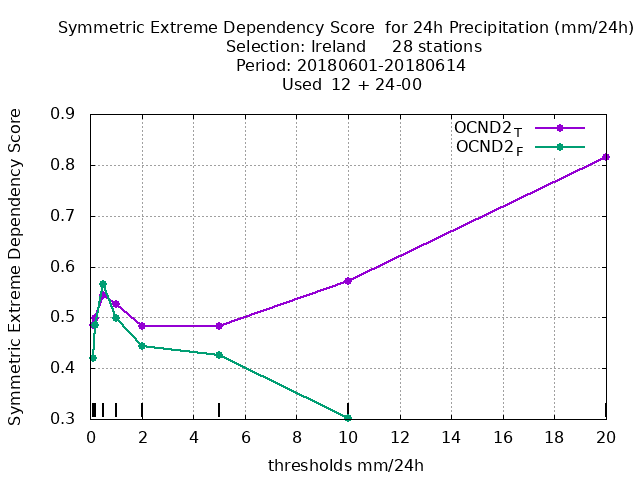 Symmetric Extreme Dependency Score  for 24h Precipitation (mm/24h)
Selection: Ireland     28 stations
Period: 20180601-20180614
Used  12 + 24-00
Symmetric Extreme Dependency Score
0.9
0.8
0.7
0.6
0.5
0.4
0.3
OCND2T
OCND2F
0 2 4 6 8 10 12 14 16 18 20
thresholds mm/24h